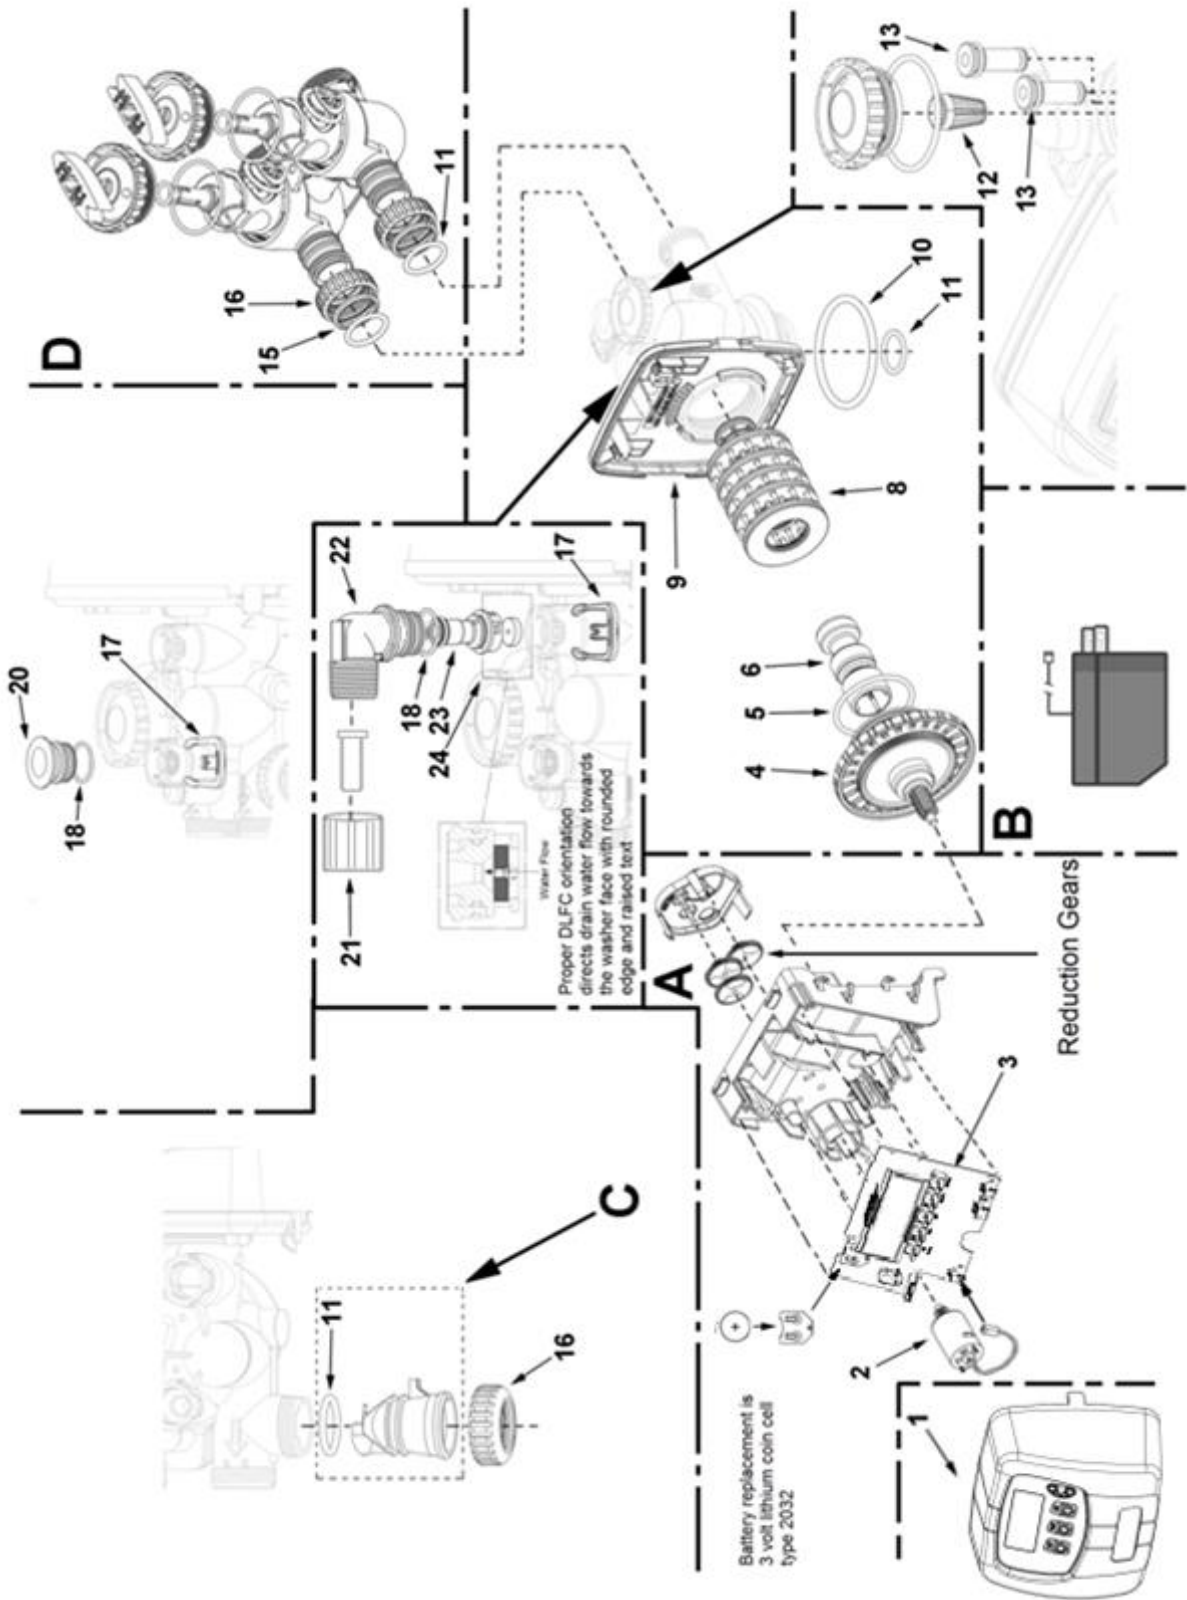 20
18
17
D
16
15
11
11
16
C
22
21
18
23
24
17
Water Flow
Proper DLFC orientation
directs drain water flow towards
the washer face with rounded
edge and raised text
A
9
8
10
11
13
13
12
4
5
6
B
Battery replacement is
3 volt lithium coin cell
type 2032
2
3
Reduction Gears
1